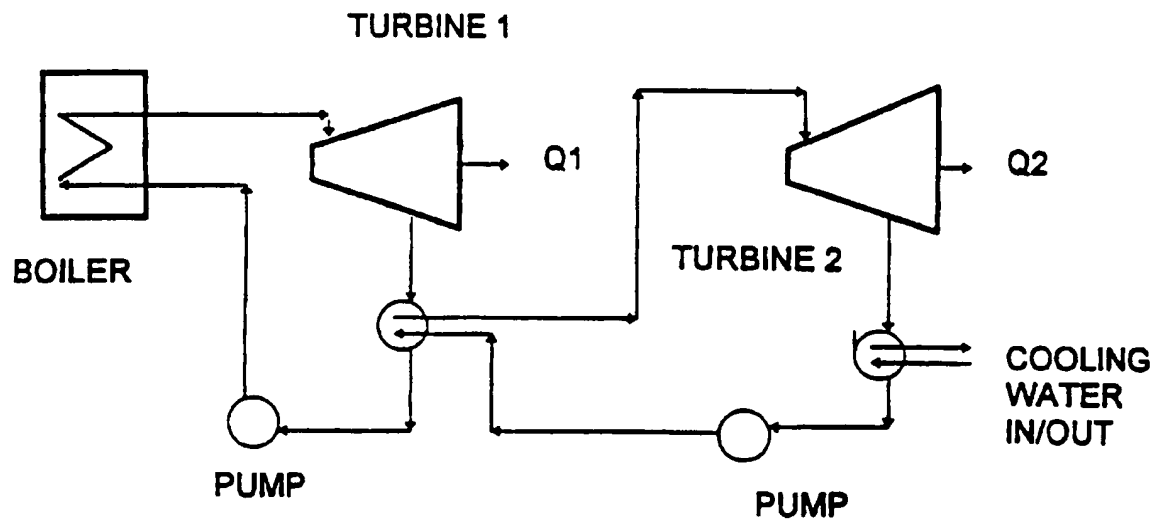 TURBINE 1
Q1
Q2
BOILER
TURBINE 2
COOLING
WATER
IN/OUT
PUMP
PUMP